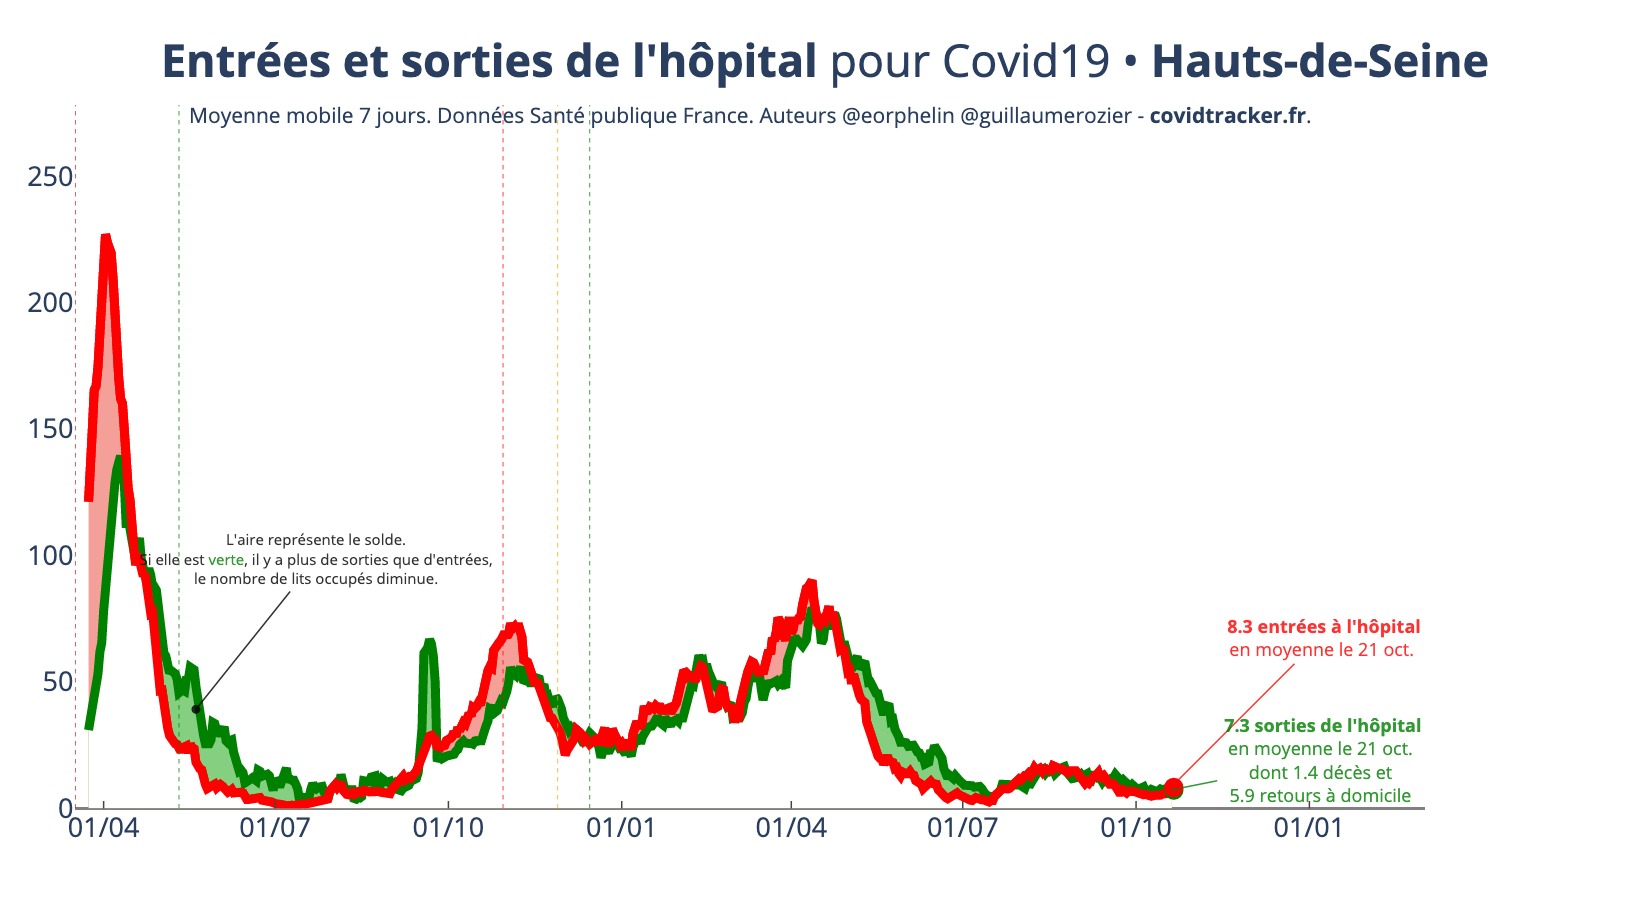 Entrées et sorties de l'hôpital pour Covid19 • Hauts-de-Seine
Moyenne mobile 7 jours. Données Santé publique France. Auteurs @eorphelin @guillaumerozier - covidtracker.fr.
250
200
150
100
50
0
L'aire représente le solde.
Si elle est verte, il y a plus de sorties que d'entrées,
le nombre de lits occupés diminue.
8.3 entrées à l'hôpital
en moyenne le 21 oct.
7.3 sorties de l'hôpital
en moyenne le 21 oct.
dont 1.4 décès et
5.9 retours à domicile
01/04 01/07 01/10 01/01 01/04 01/07 01/10 01/01